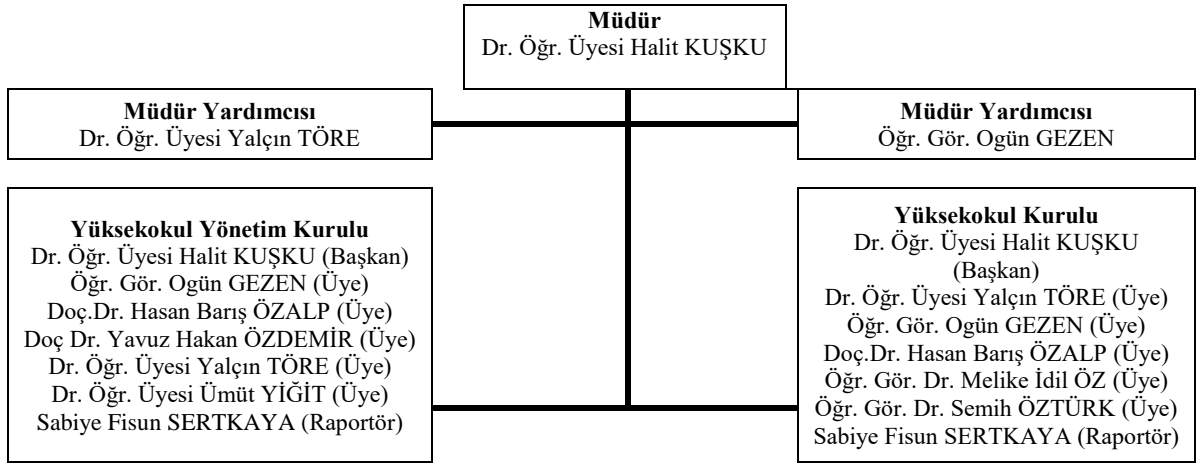 Müdür
Dr. Öğr. Üyesi Halit KUŞKU
Müdür Yardımcısı
Dr. Öğr. Üyesi Yalçın TÖRE
Müdür Yardımcısı
Öğr. Gör. Ogün GEZEN
Yüksekokul Yönetim Kurulu
Dr. Öğr. Üyesi Halit KUŞKU (Başkan)
Öğr. Gör. Ogün GEZEN (Üye)
Doç.Dr. Hasan Barış ÖZALP (Üye)
Doç Dr. Yavuz Hakan ÖZDEMİR (Üye)
Dr. Öğr. Üyesi Yalçın TÖRE (Üye)
Dr. Öğr. Üyesi Ümüt YİĞİT (Üye)
Sabiye Fisun SERTKAYA (Raportör)
Yüksekokul Kurulu
Dr. Öğr. Üyesi Halit KUŞKU
(Başkan)
Dr. Öğr. Üyesi Yalçın TÖRE (Üye)
Öğr. Gör. Ogün GEZEN (Üye)
Doç.Dr. Hasan Barış ÖZALP (Üye)
Öğr. Gör. Dr. Melike İdil ÖZ (Üye)
Öğr. Gör. Dr. Semih ÖZTÜRK (Üye)
Sabiye Fisun SERTKAYA (Raportör)